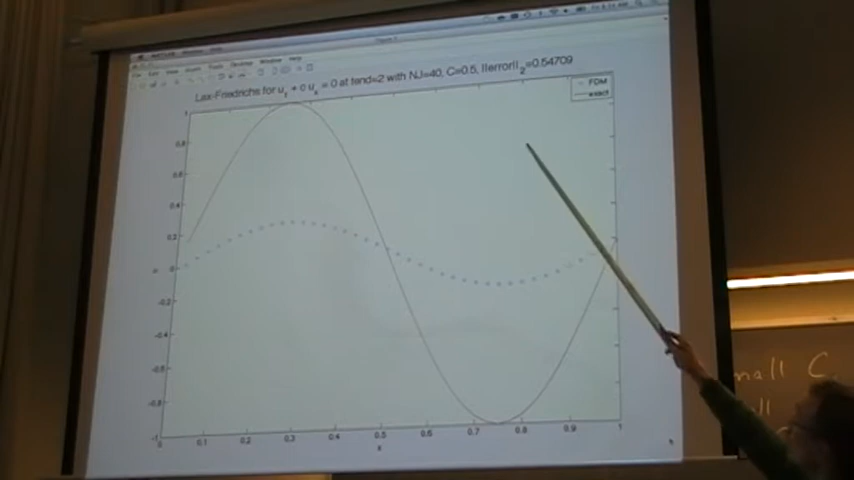 Lax-Friedrichs for u_t + 0 u_x = 0 at tend=2 with NJ=40, C=0.5, ||error||_2=0.54709
FDM
exact
1
0.8
0.6
0.4
0.2
0
-0.2
-0.4
-0.6
-0.8
-1
0 0.1 0.2 0.3 0.4 0.5 0.6 0.7 0.8 0.9 1
x
small C